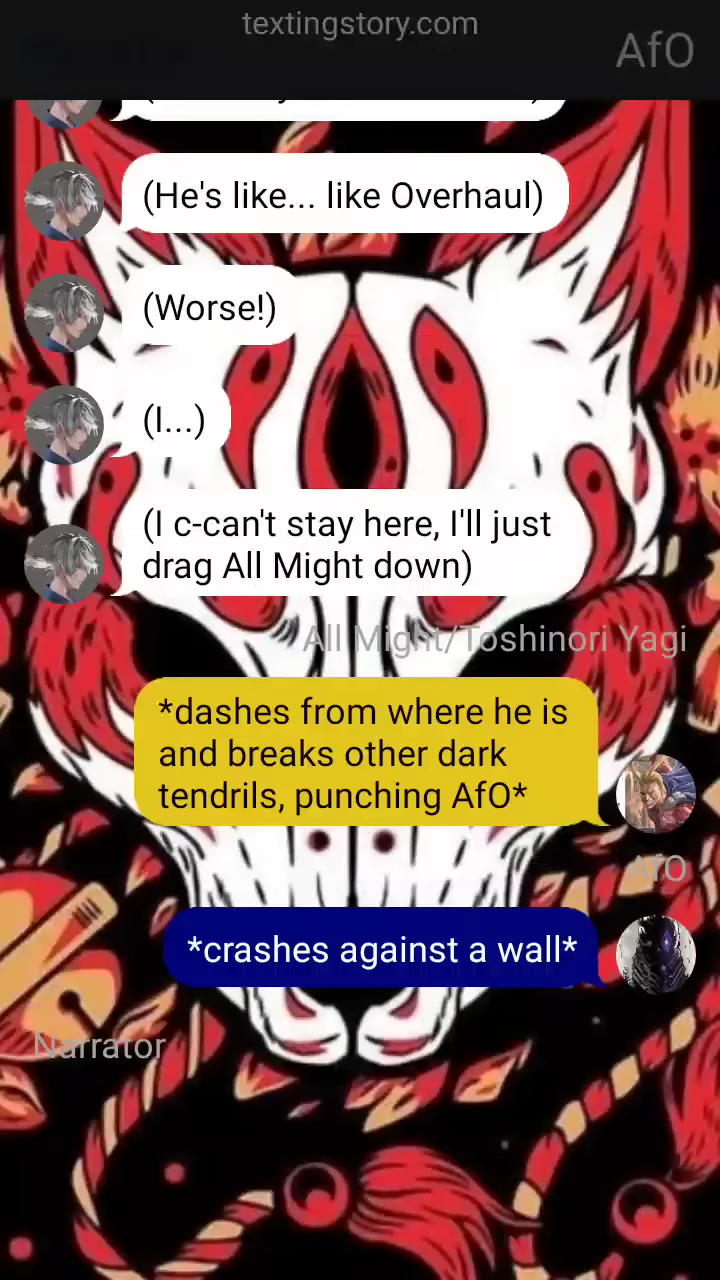 textingstory.com
AfO
(He's like... like Overhaul)
(Worse!)
(I...)
(I c-can't stay here, I'll just
drag All Might down)
All Might/Toshinori Yagi
*dashes from where he is
and breaks other dark
tendrils, punching AfO*
AfO
*crashes against a wall*
Narrator